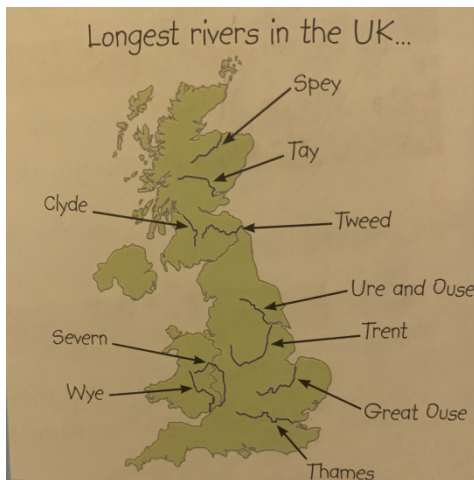 Longest rivers in the UK...
Spey
Tay
Clyde
Tweed
Ure and Ouse
Severn
Trent
Wye
Great Ouse
Thames